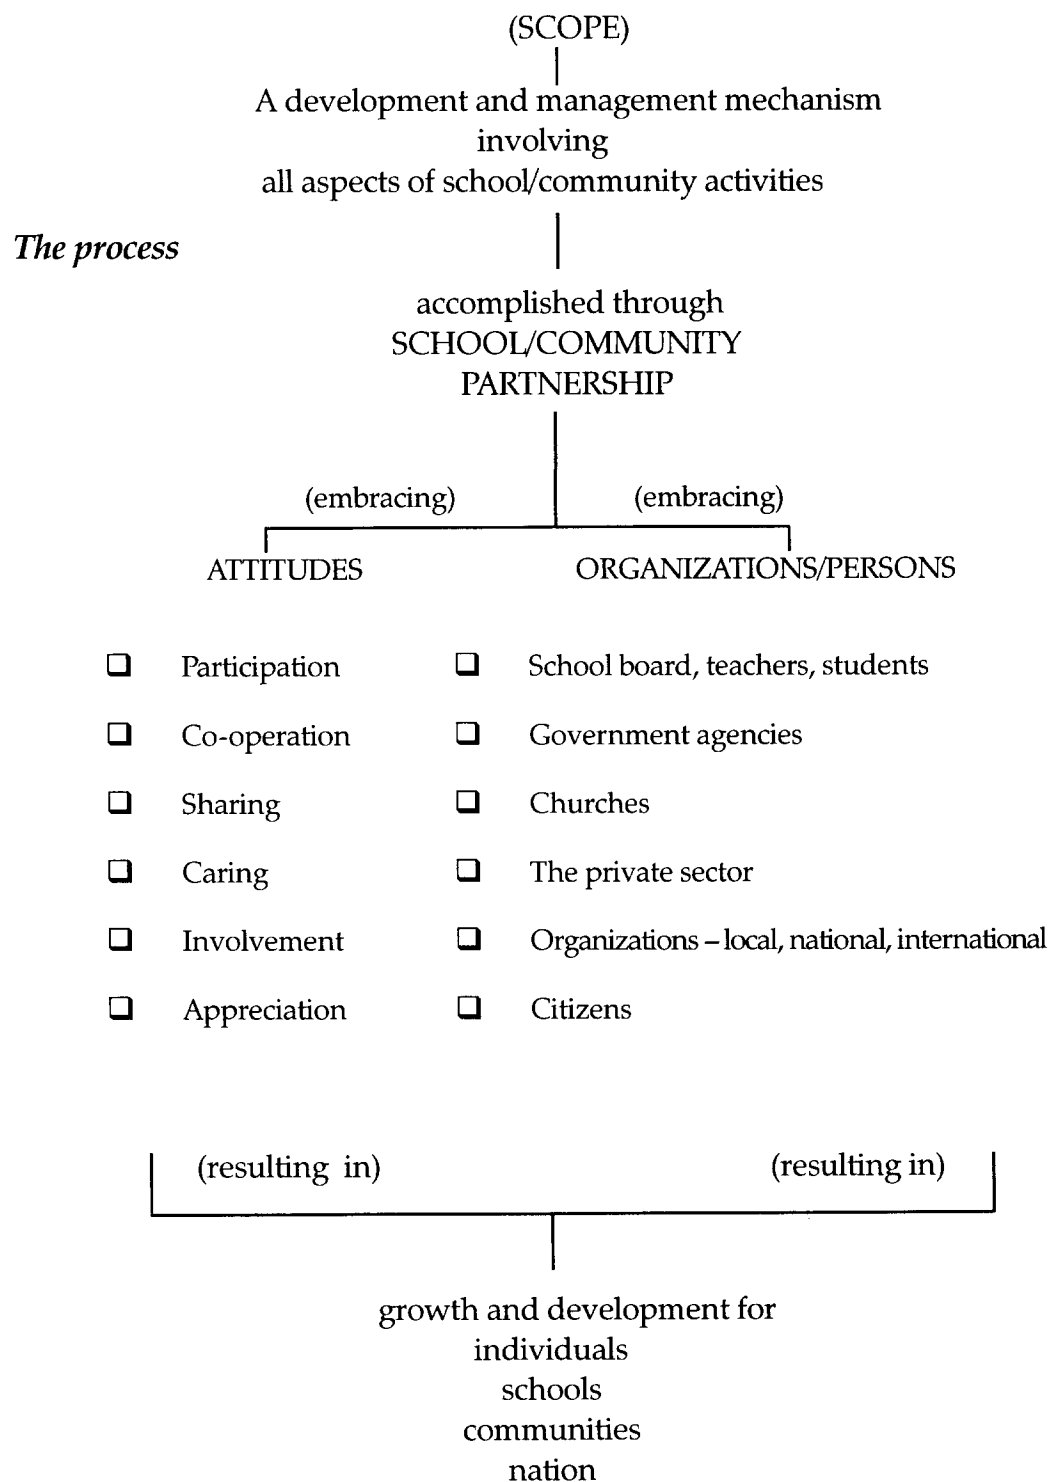 (SCOPE)
A development and management mechanism
involving
all aspects of school/community activities
The process
accomplished through
SCHOOL/COMMUNITY
PARTNERSHIP
(embracing) (embracing)
ATTITUDES ORGANIZATIONS/PERSONS
❑ Participation ❑ School board, teachers, students
❑ Co-operation ❑ Government agencies
❑ Sharing ❑ Churches
❑ Caring ❑ The private sector
❑ Involvement ❑ Organizations – local, national, international
❑ Appreciation ❑ Citizens
(resulting in) (resulting in)
growth and development for
individuals
schools
communities
nation